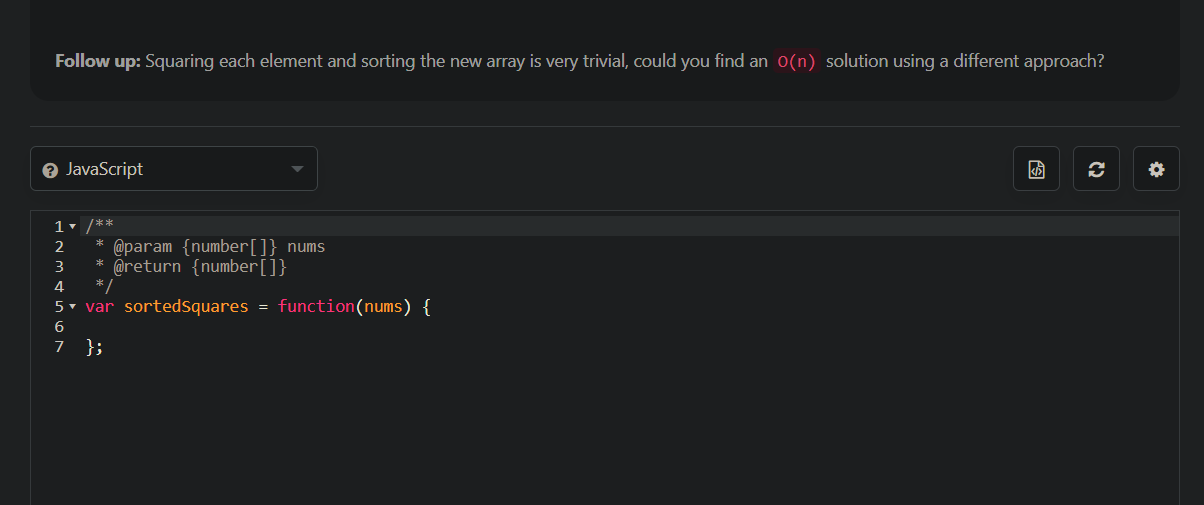 Follow up: Squaring each element and sorting the new array is very trivial, could you find an O(n) solution using a different approach?
JavaScript
1 /**
2  * @param {number[]} nums
3  * @return {number[]}
4  */
5 var sortedSquares = function(nums) {
6
7 };